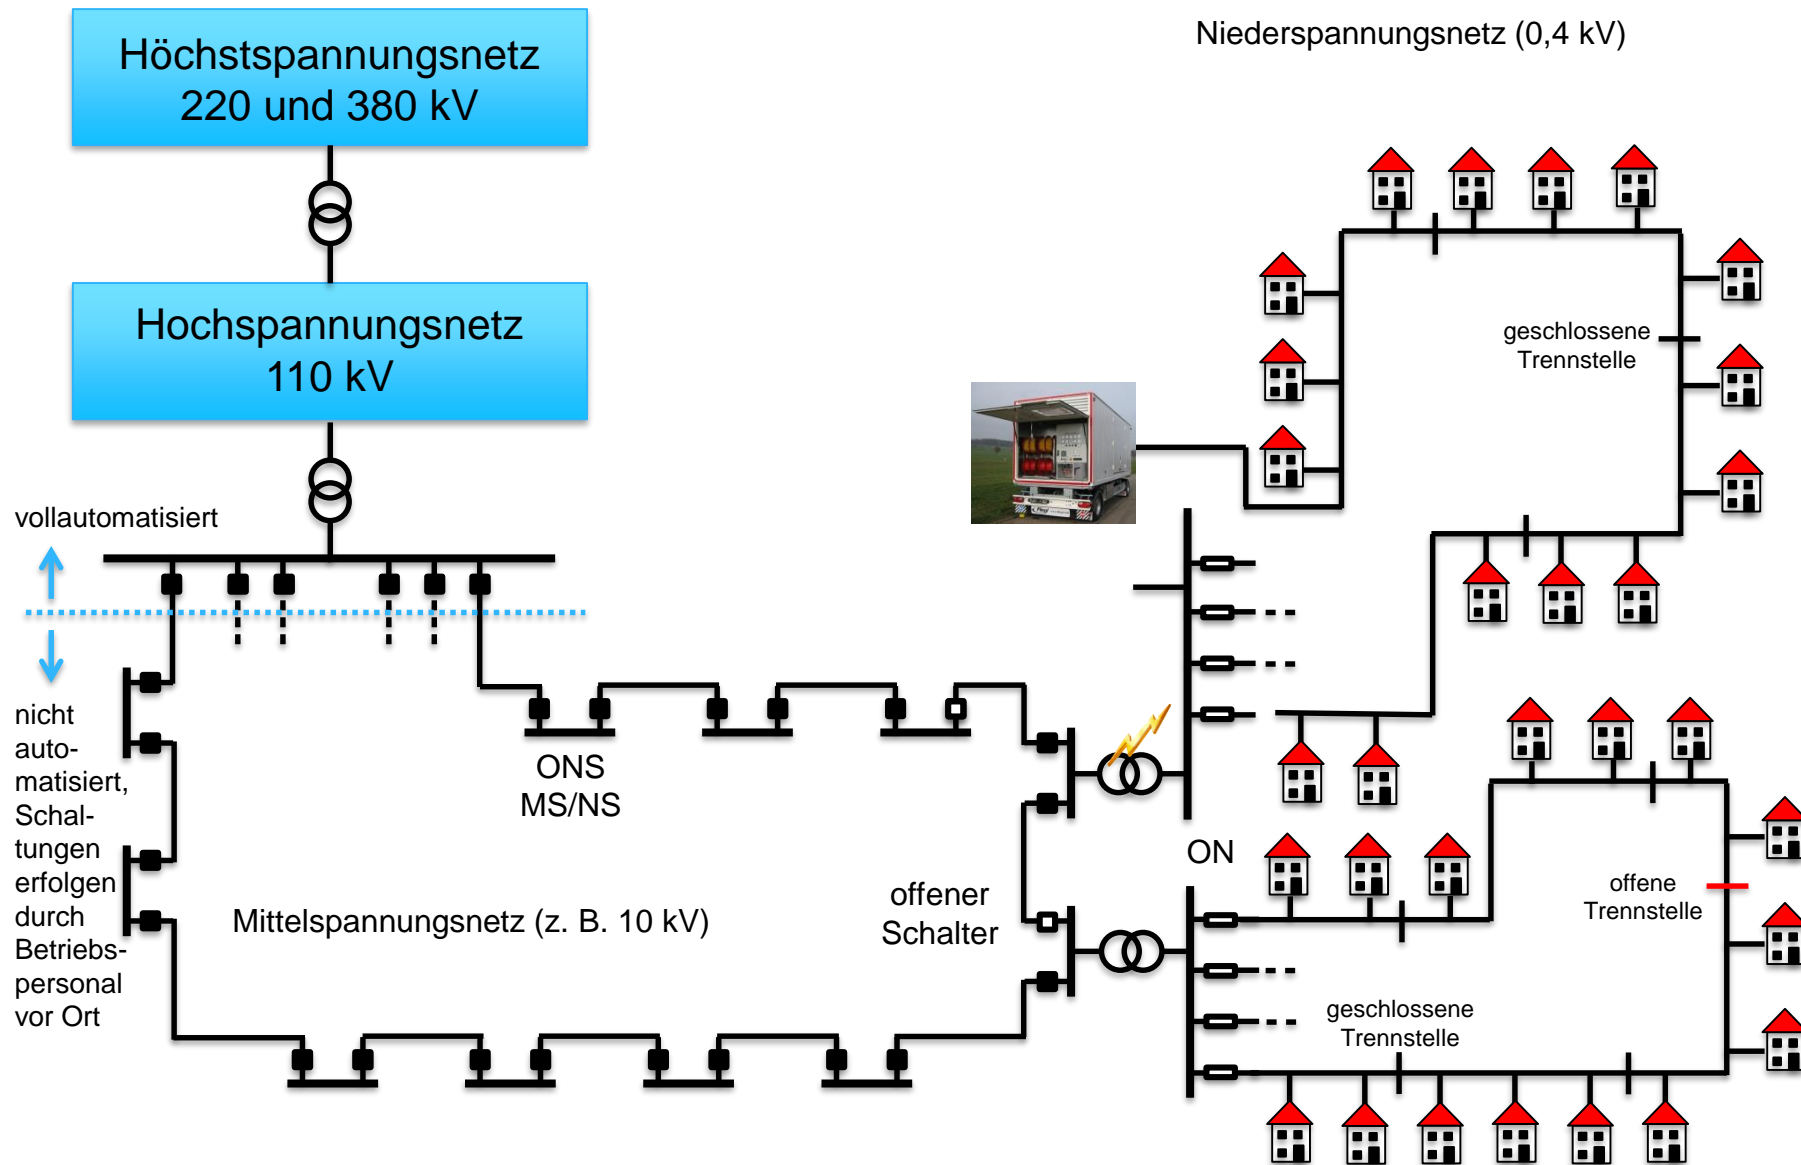 Höchstspannungsnetz
220 und 380 kV
Niederspannungsnetz (0,4 kV)
Hochspannungsnetz
110 kV
geschlossene
Trennstelle
vollautomatisiert
nicht
auto-
matisiert,
Schal-
tungen
erfolgen
durch
Betriebs-
personal
vor Ort
ONS
MS/NS
Mittelspannungsnetz (z. B. 10 kV)
offener
Schalter
ON
offene
Trennstelle
geschlossene
Trennstelle